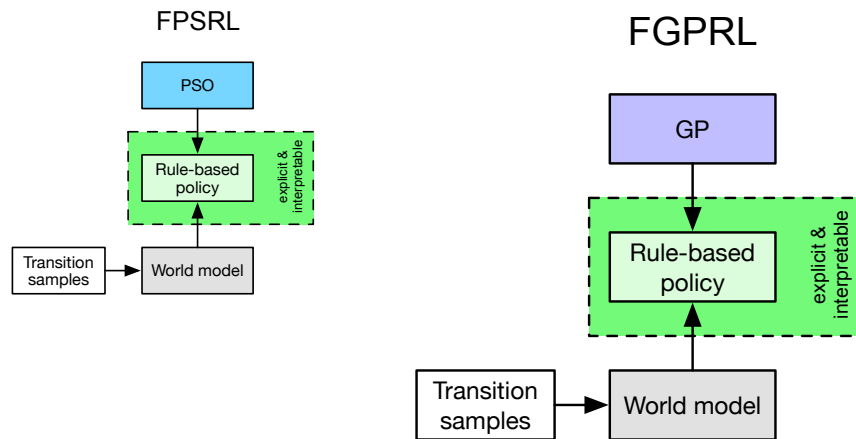 FPSRL
PSO
Rule-based
policy
explicit &
interpretable
Transition
samples
World model
FGPRL
GP
Rule-based
policy
explicit &
interpretable
Transition
samples
World model